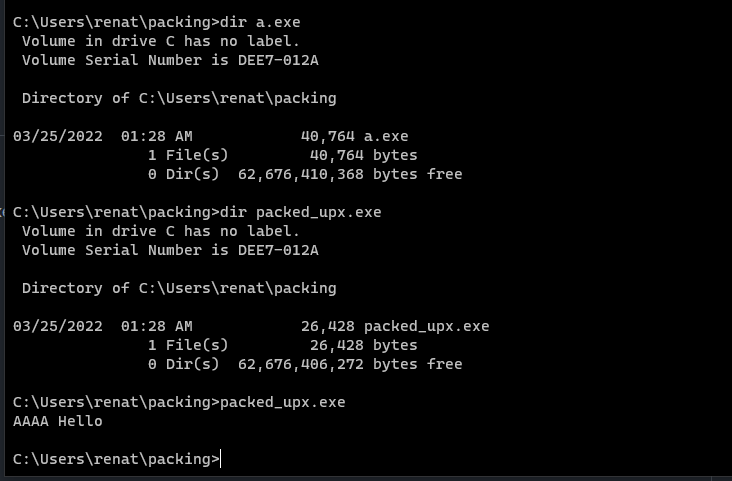 C:\Users\renat\packing>dir a.exe
 Volume in drive C has no label.
 Volume Serial Number is DEE7-012A

 Directory of C:\Users\renat\packing

03/25/2022  01:28 AM            40,764 a.exe
               1 File(s)         40,764 bytes
               0 Dir(s)  62,676,410,368 bytes free

C:\Users\renat\packing>dir packed_upx.exe
 Volume in drive C has no label.
 Volume Serial Number is DEE7-012A

 Directory of C:\Users\renat\packing

03/25/2022  01:28 AM            26,428 packed_upx.exe
               1 File(s)         26,428 bytes
               0 Dir(s)  62,676,406,272 bytes free

C:\Users\renat\packing>packed_upx.exe
AAAA Hello

C:\Users\renat\packing>